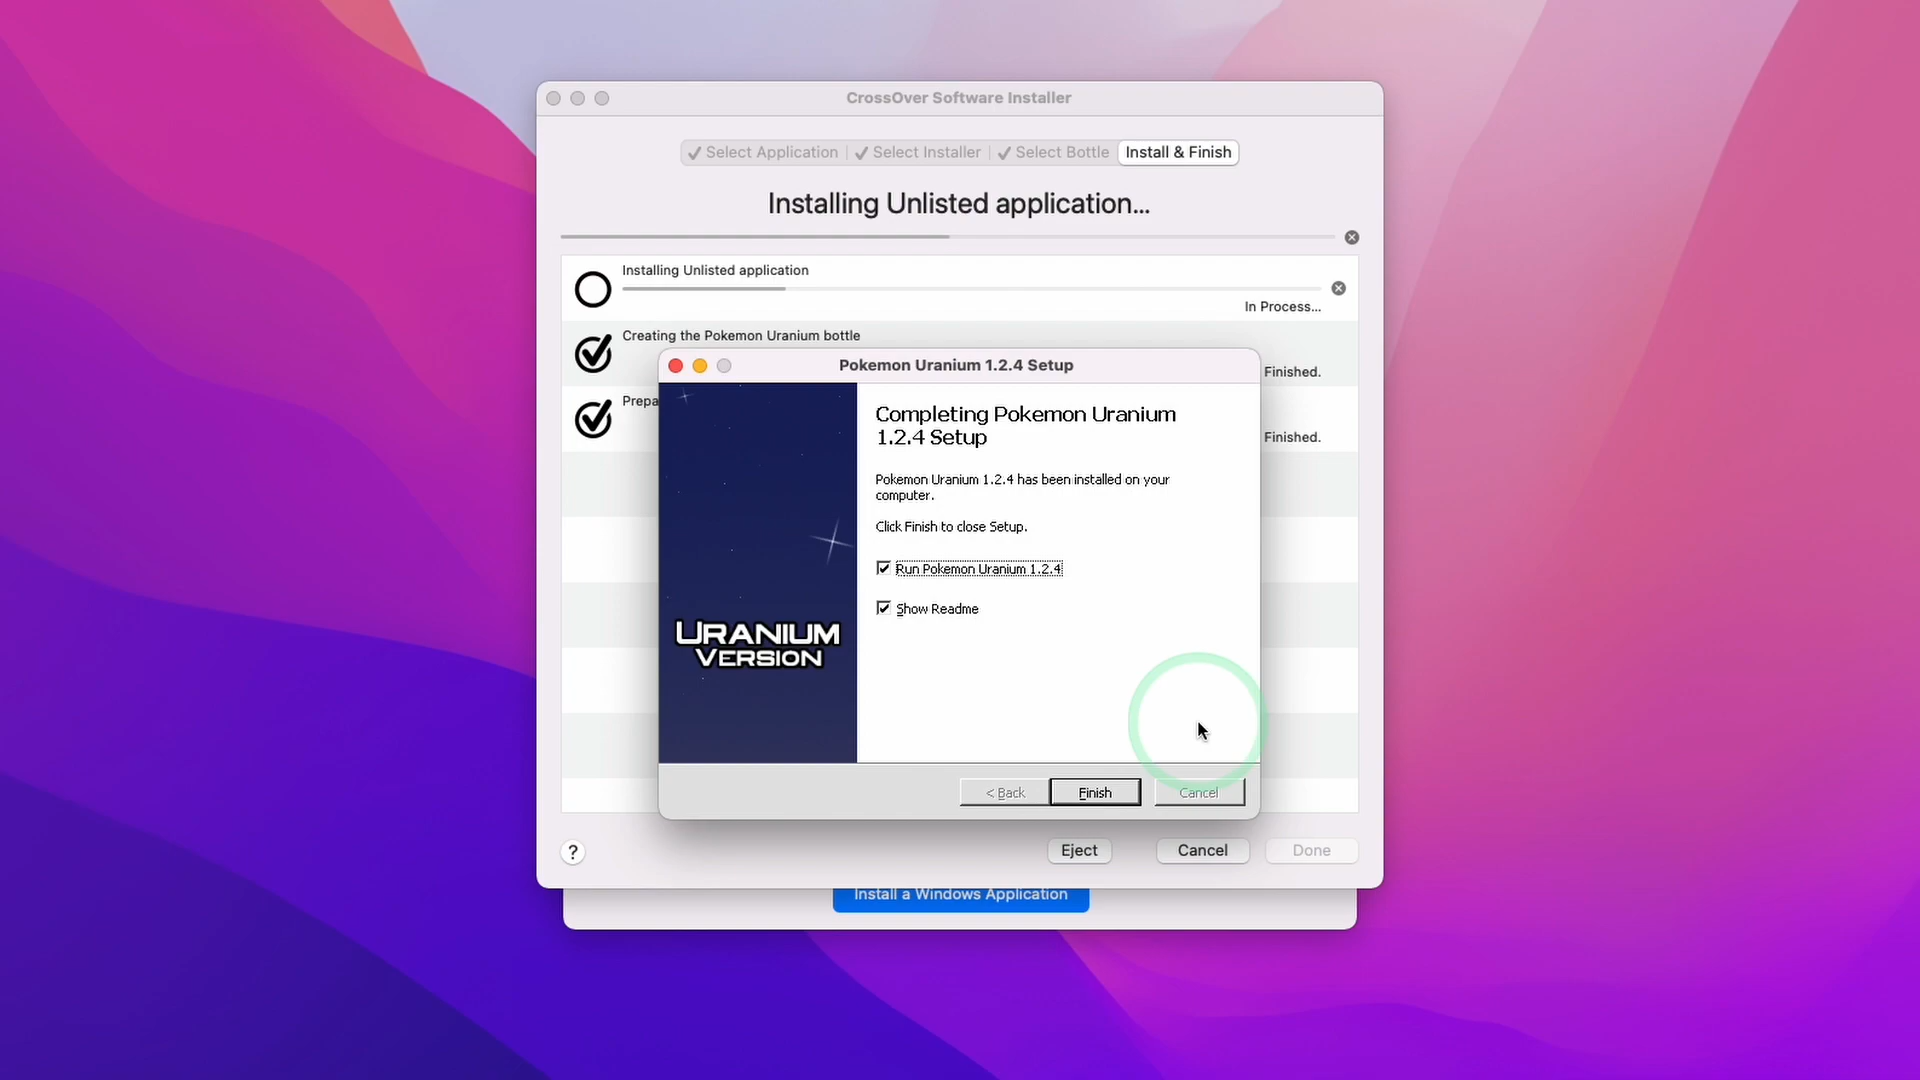 CrossOver Software Installer
Select Application
Select Installer
Select Bottle
Install & Finish
Installing Unlisted application...
Installing Unlisted application
In Process...
Creating the Pokemon Uranium bottle
Finished.
Prepa
Finished.
Pokemon Uranium 1.2.4 Setup
URANIUM
VERSION
Completing Pokemon Uranium
1.2.4 Setup
Pokemon Uranium 1.2.4 has been installed on your
computer.
Click Finish to close Setup.
Run Pokemon Uranium 1.2.4
Show Readme
< Back
Finish
Cancel
?
Eject
Cancel
Done
Install a Windows Application